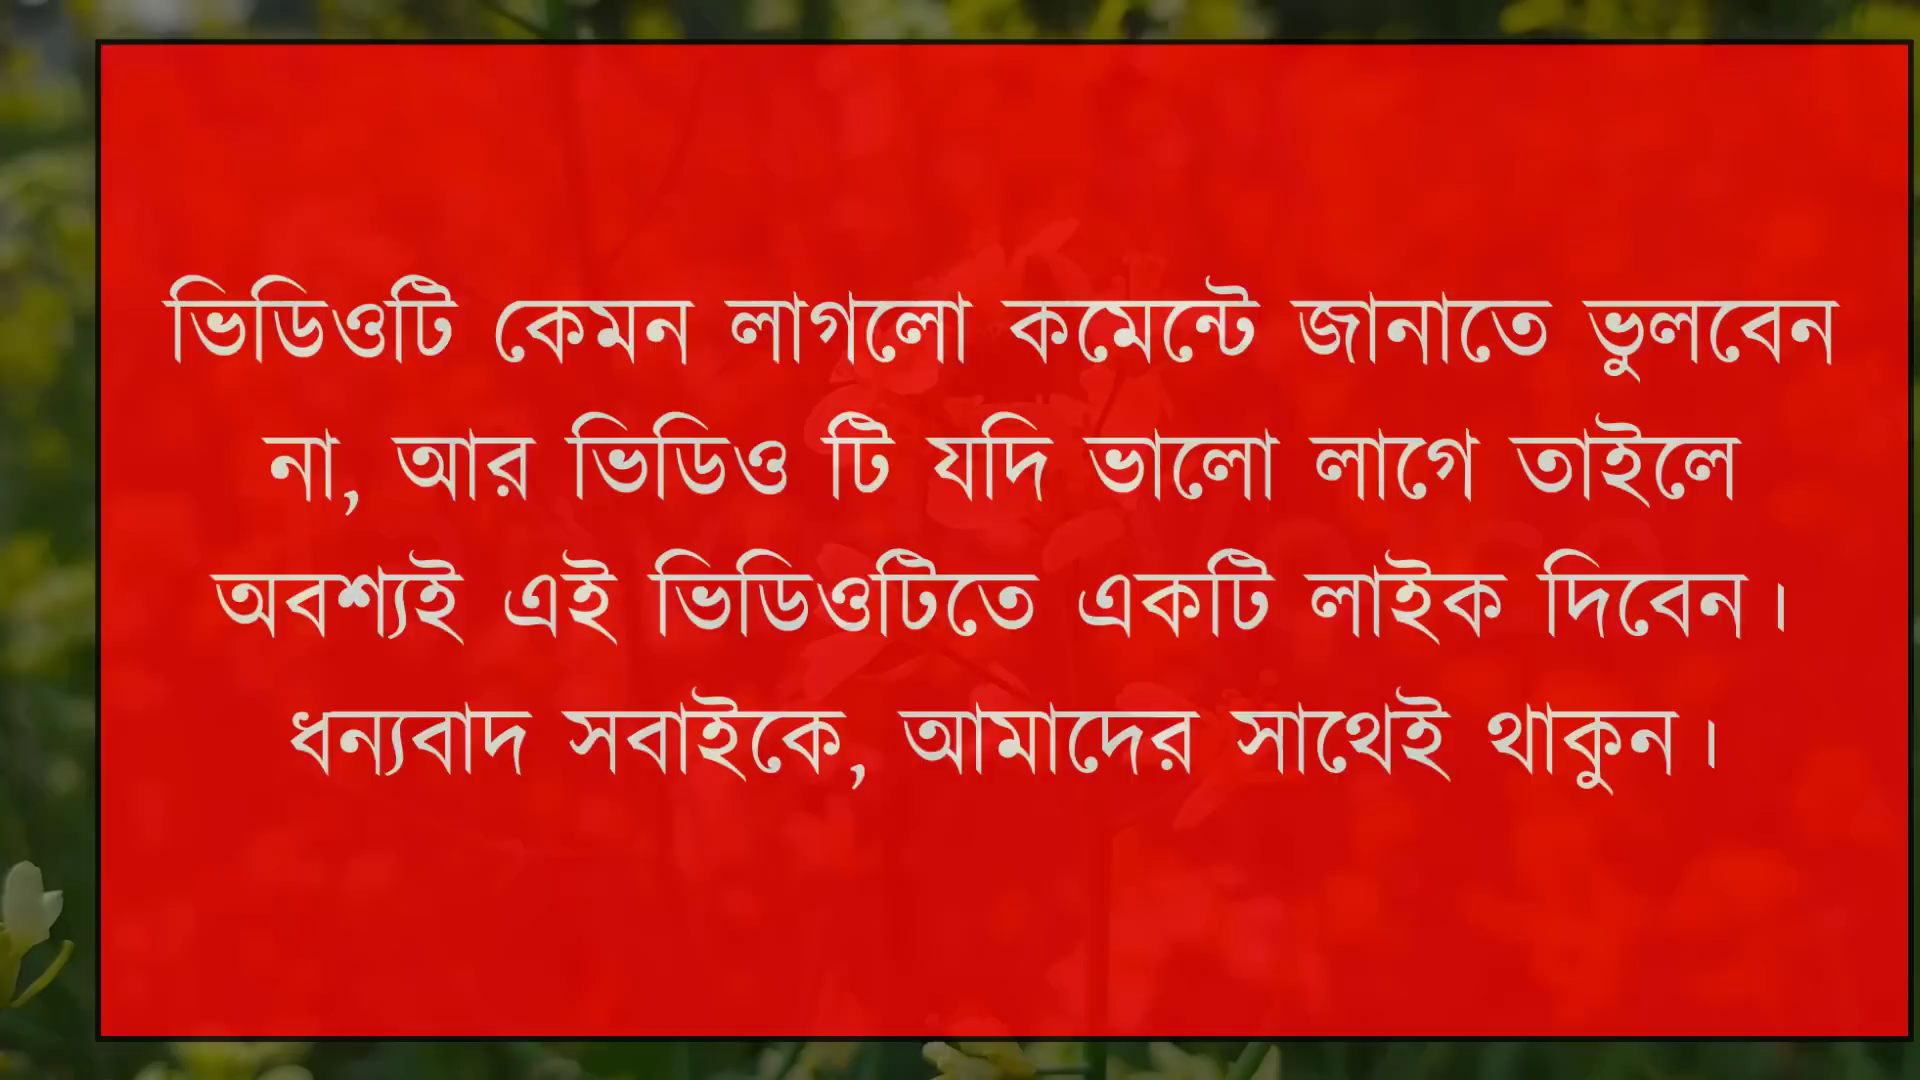 ভিডিওটি কেমন লাগলো কমেন্টে জানাতে ভুলবেন
না, আর ভিডিও টি যদি ভালো লাগে তাইলে
অবশ্যই এই ভিডিওটিতে একটি লাইক দিবেন।
ধন্যবাদ সবাইকে, আমাদের সাথেই থাকুন।